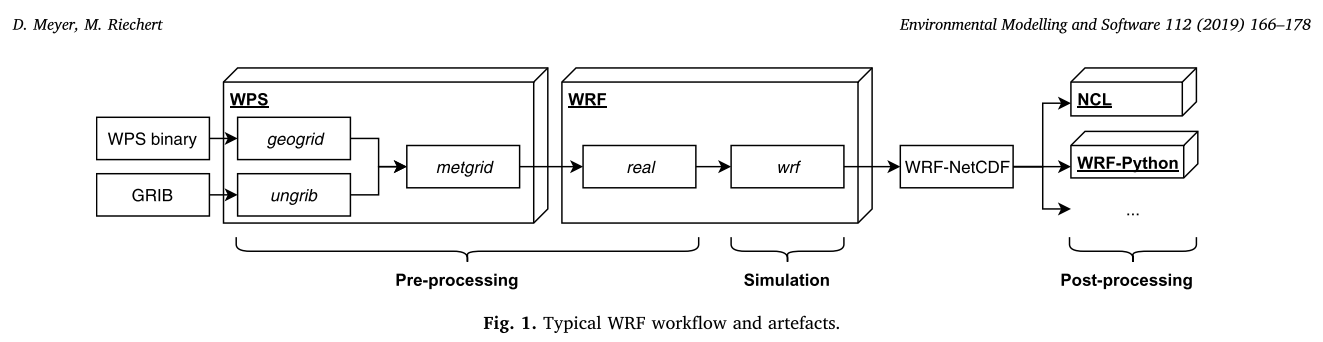 D. Meyer, M. Riechert
Environmental Modelling and Software 112 (2019) 166–178
WPS
WPS binary
geogrid
GRIB
ungrib
metgrid
WRF
real
wrf
WRF-NetCDF
NCL
WRF-Python
...
Pre-processing
Simulation
Post-processing
Fig. 1. Typical WRF workflow and artefacts.